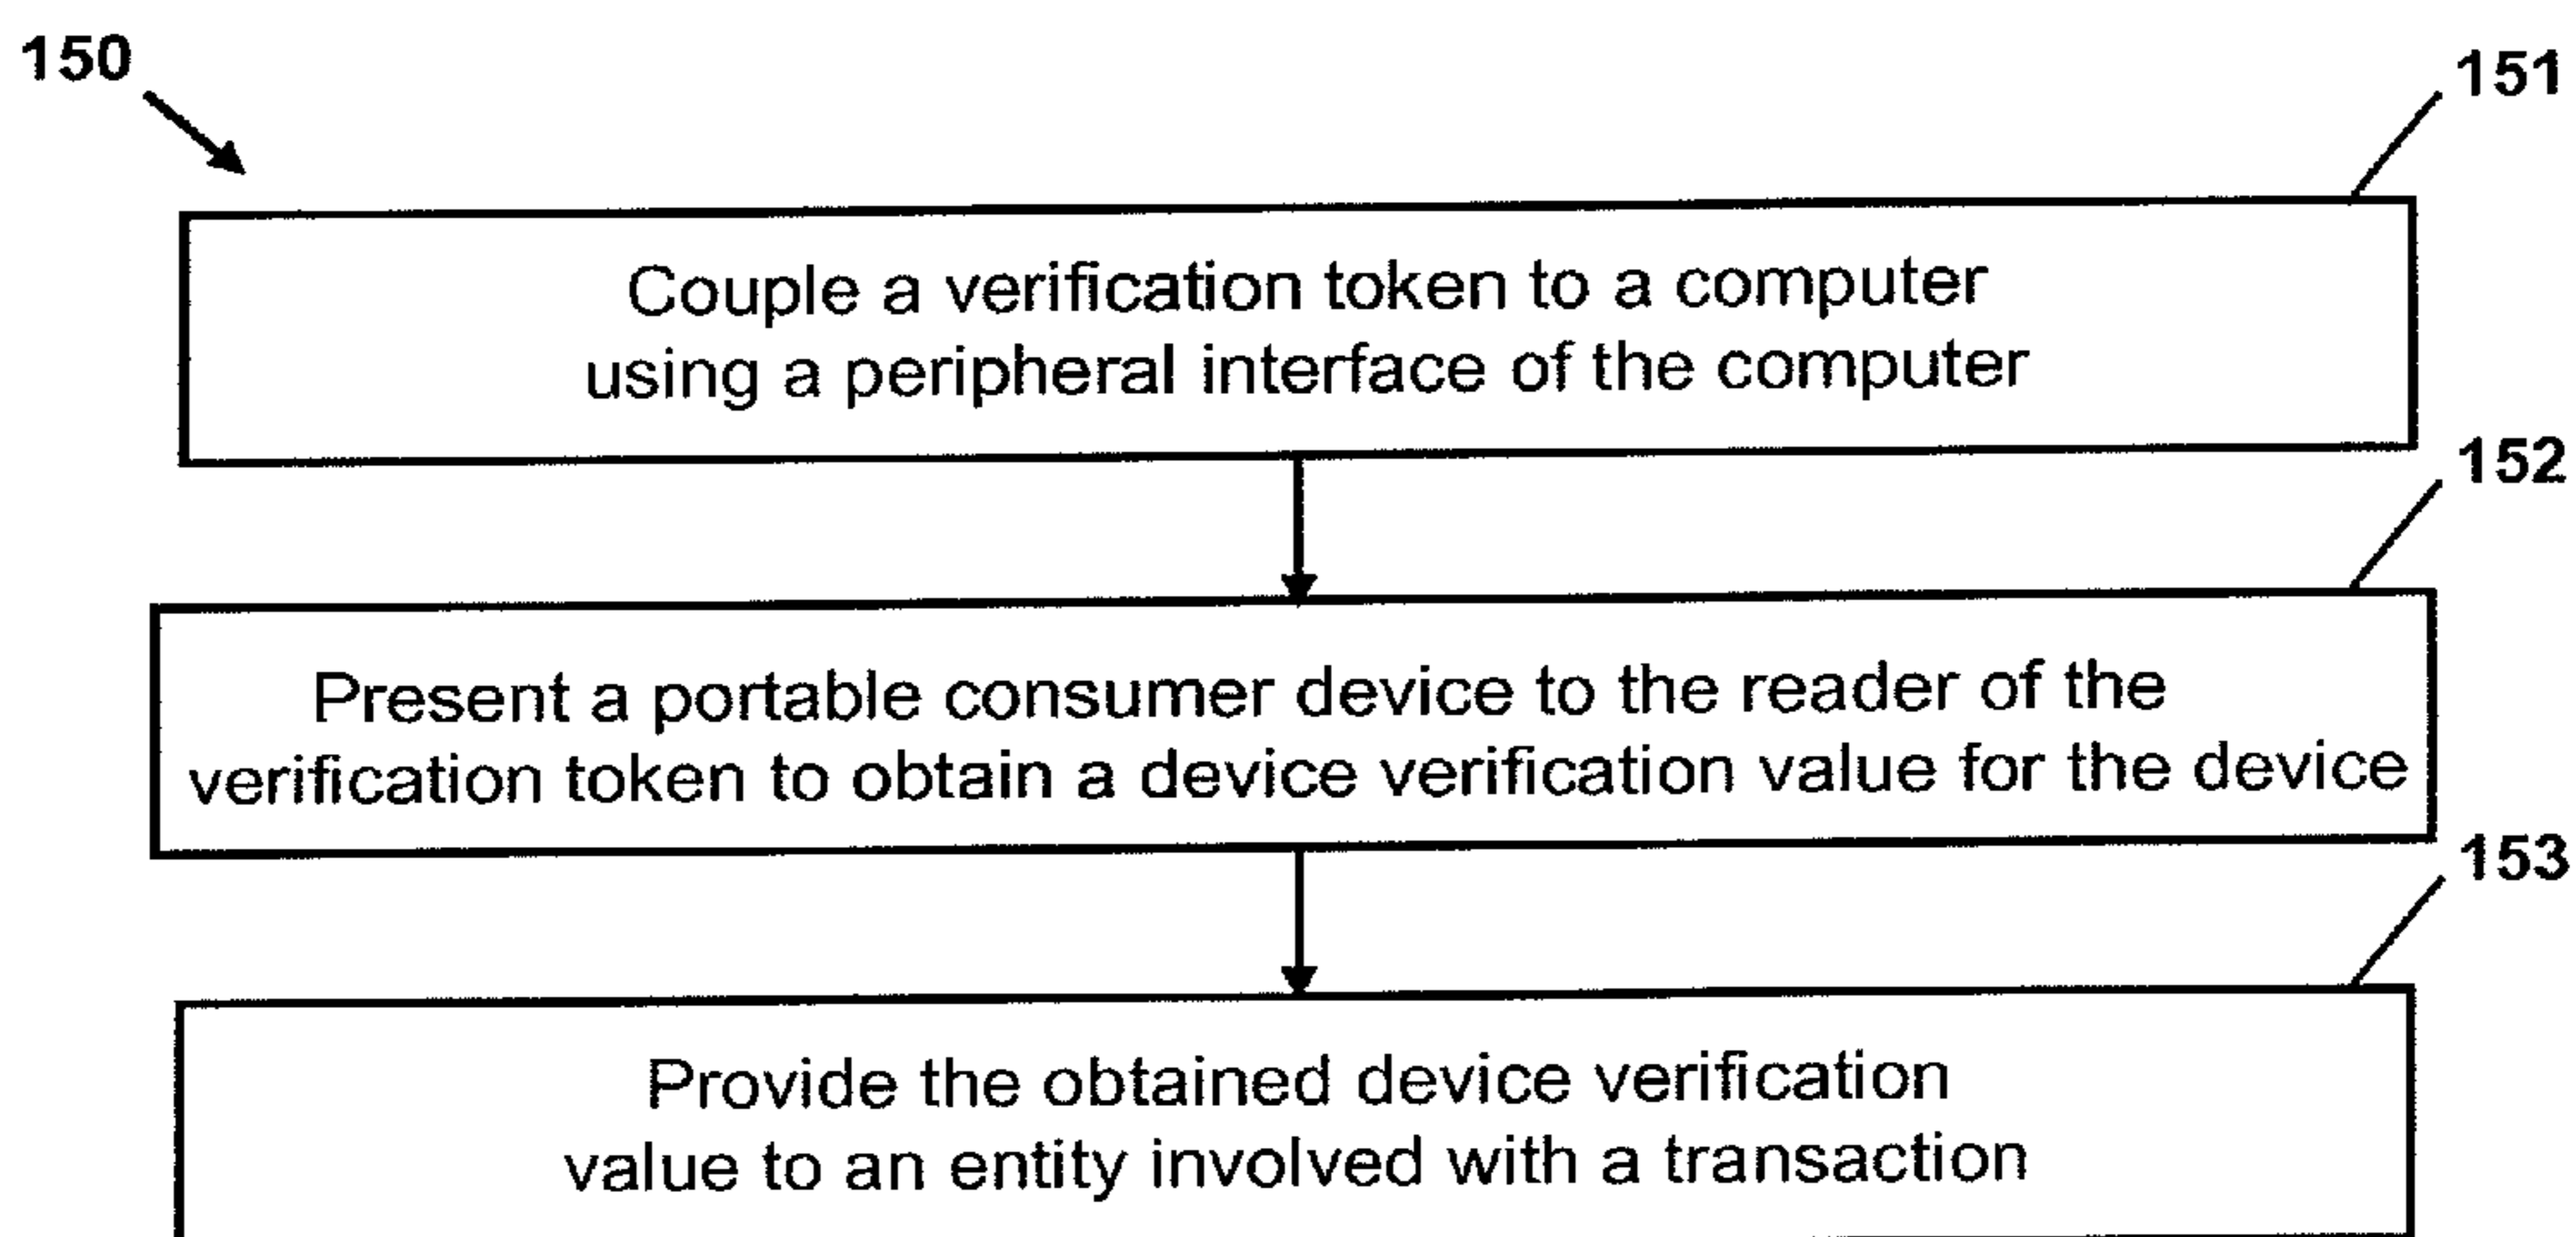 150
151
Couple a verification token to a computer
using a peripheral interface of the computer
152
Present a portable consumer device to the reader of the
verification token to obtain a device verification value for the device
153
Provide the obtained device verification
value to an entity involved with a transaction